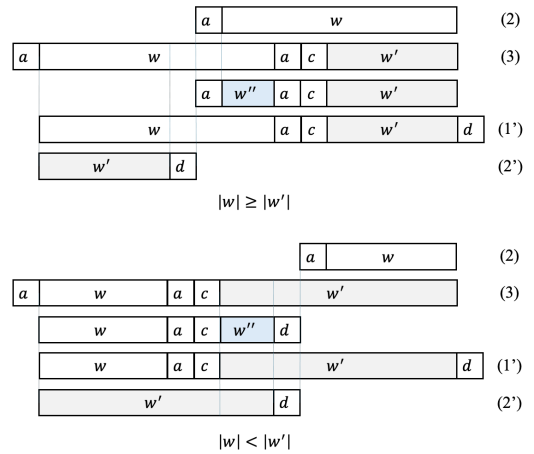 a w (2)
a w a c w′ (3)
a w″ a c w′
w a c w′ d (1')
w′ d (2')
|w| ≥ |w′|
a w (2)
a w a c w′ (3)
w a c w″ d
w a c w′ d (1')
w′ d (2')
|w| < |w′|